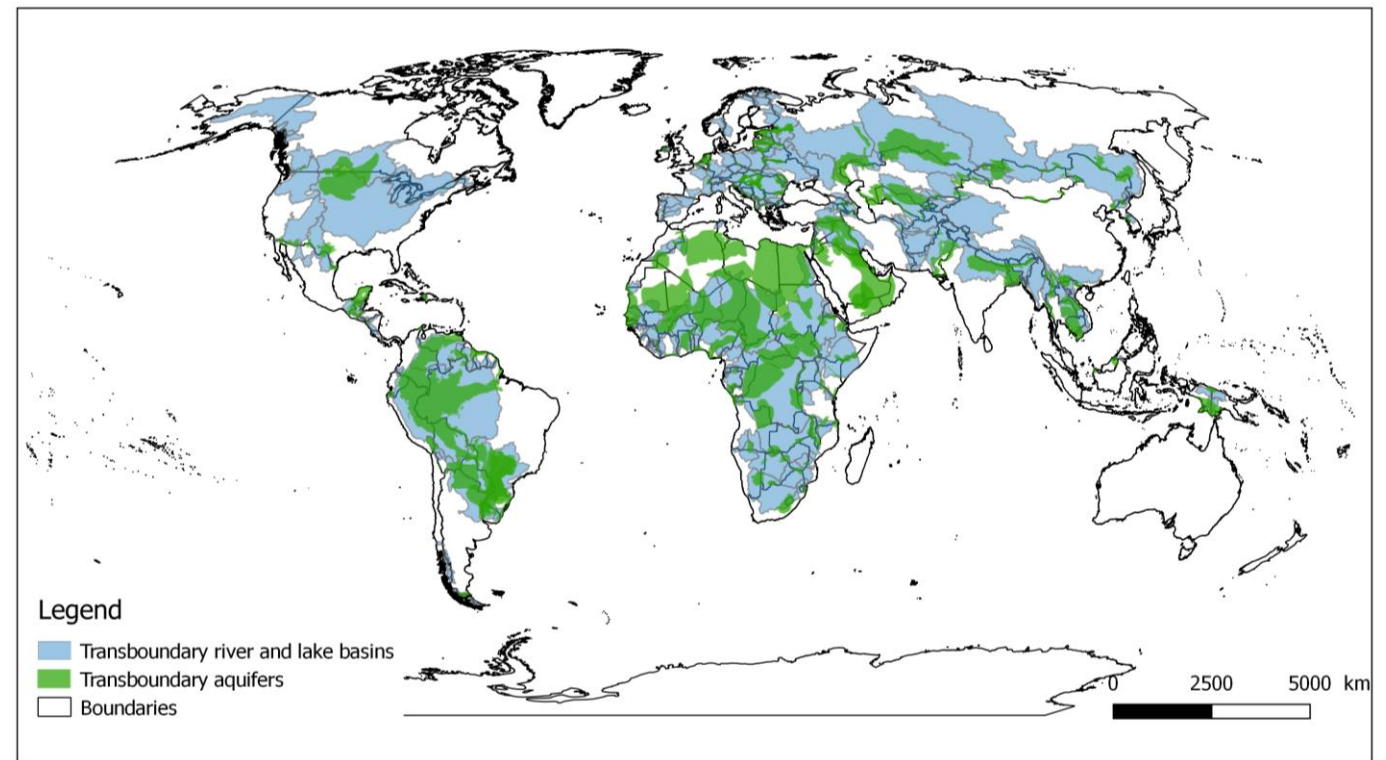 Legend
Transboundary river and lake basins
Transboundary aquifers
Boundaries
0 2500 5000 km